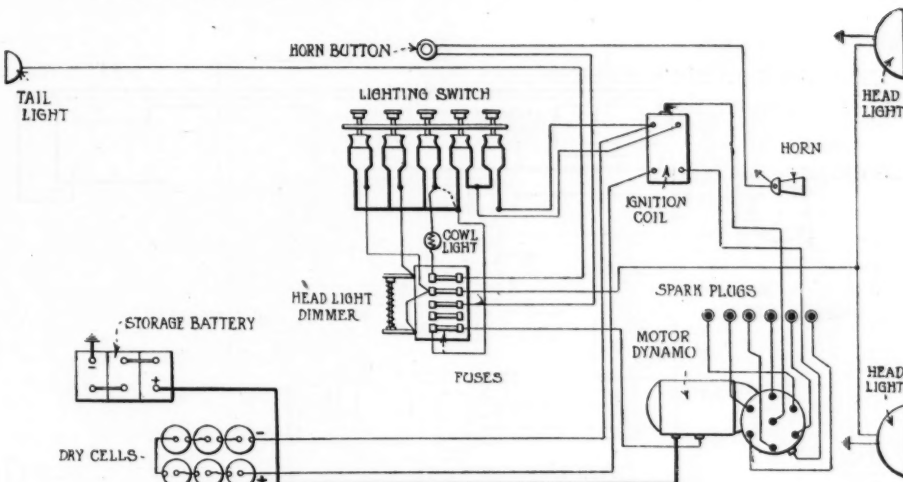 HORN BUTTON
TAIL
LIGHT
LIGHTING SWITCH
HEAD
LIGHT
HORN
IGNITION
COIL
COWL
LIGHT
HEAD LIGHT
DIMMER
SPARK PLUGS
STORAGE BATTERY
MOTOR
DYNAMO
FUSES
HEAD
LIGHT
DRY CELLS
- +
-
+